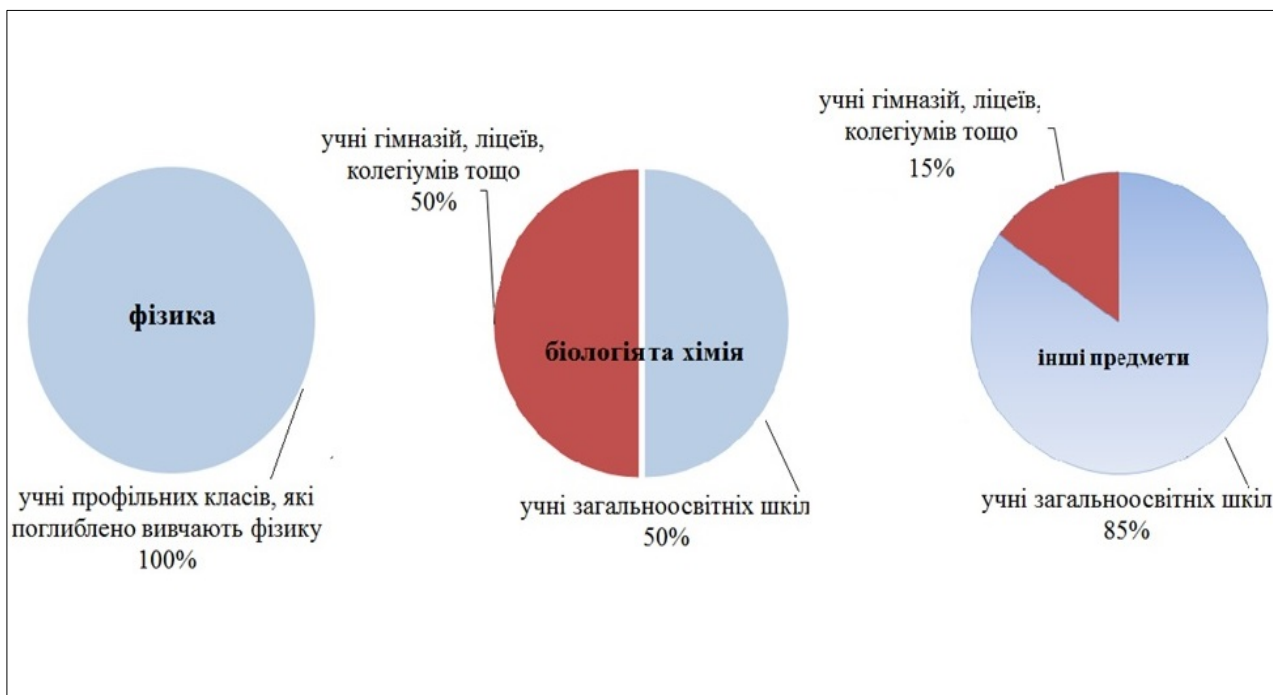 фізика
учні профільних класів, які
поглиблено вивчають фізику
100%
учні гімназій, ліцеїв,
колегіумів тощо
50%
біологія та хімія
учні загальноосвітніх шкіл
50%
учні гімназій, ліцеїв,
колегіумів тощо
15%
інші предмети
учні загальноосвітніх шкіл
85%